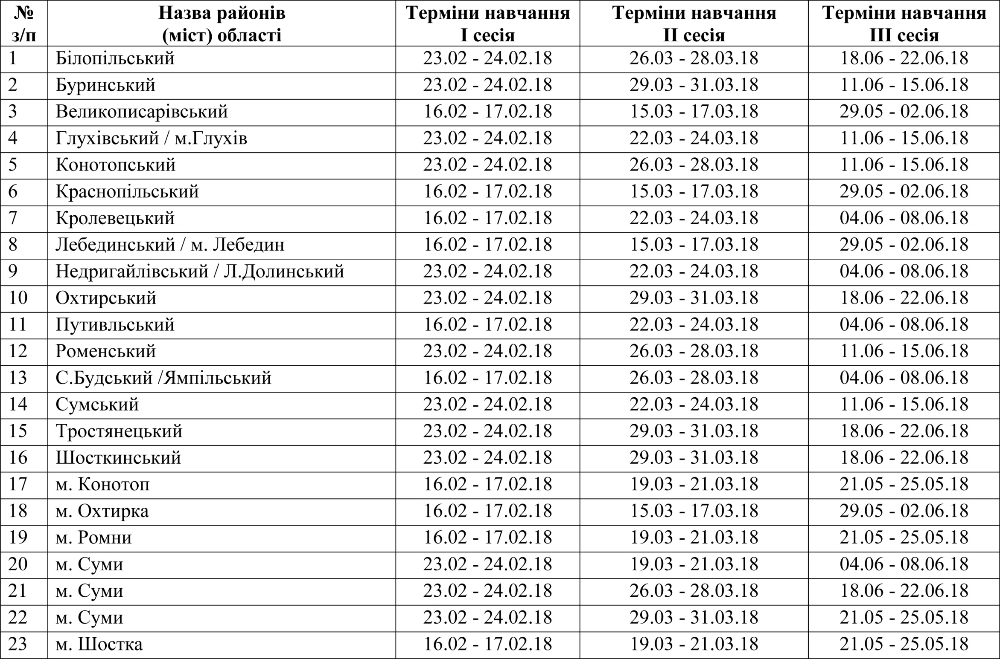 № Назва районів Терміни навчання Терміни навчання Терміни навчання
з/п (міст) області І сесія ІІ сесія ІІІ сесія
1 Білопільський 23.02 - 24.02.18 26.03 - 28.03.18 18.06 - 22.06.18
2 Буринський 23.02 - 24.02.18 29.03 - 31.03.18 11.06 - 15.06.18
3 Великописарівський 16.02 - 17.02.18 15.03 - 17.03.18 29.05 - 02.06.18
4 Глухівський / м.Глухів 23.02 - 24.02.18 22.03 - 24.03.18 11.06 - 15.06.18
5 Конотопський 23.02 - 24.02.18 26.03 - 28.03.18 11.06 - 15.06.18
6 Краснопільський 16.02 - 17.02.18 15.03 - 17.03.18 29.05 - 02.06.18
7 Кролевецький 16.02 - 17.02.18 22.03 - 24.03.18 04.06 - 08.06.18
8 Лебединський / м. Лебедин 16.02 - 17.02.18 15.03 - 17.03.18 29.05 - 02.06.18
9 Недригайлівський / Л.Долинський 23.02 - 24.02.18 22.03 - 24.03.18 04.06 - 08.06.18
10 Охтирський 23.02 - 24.02.18 29.03 - 31.03.18 18.06 - 22.06.18
11 Путивльський 16.02 - 17.02.18 22.03 - 24.03.18 04.06 - 08.06.18
12 Роменський 23.02 - 24.02.18 26.03 - 28.03.18 11.06 - 15.06.18
13 С.Будський /Ямпільський 16.02 - 17.02.18 26.03 - 28.03.18 04.06 - 08.06.18
14 Сумський 23.02 - 24.02.18 22.03 - 24.03.18 11.06 - 15.06.18
15 Тростянецький 23.02 - 24.02.18 29.03 - 31.03.18 18.06 - 22.06.18
16 Шосткинський 23.02 - 24.02.18 29.03 - 31.03.18 18.06 - 22.06.18
17 м. Конотоп 16.02 - 17.02.18 19.03 - 21.03.18 21.05 - 25.05.18
18 м. Охтирка 16.02 - 17.02.18 15.03 - 17.03.18 29.05 - 02.06.18
19 м. Ромни 16.02 - 17.02.18 19.03 - 21.03.18 21.05 - 25.05.18
20 м. Суми 23.02 - 24.02.18 19.03 - 21.03.18 04.06 - 08.06.18
21 м. Суми 23.02 - 24.02.18 26.03 - 28.03.18 18.06 - 22.06.18
22 м. Суми 23.02 - 24.02.18 29.03 - 31.03.18 21.05 - 25.05.18
23 м. Шостка 16.02 - 17.02.18 19.03 - 21.03.18 21.05 - 25.05.18